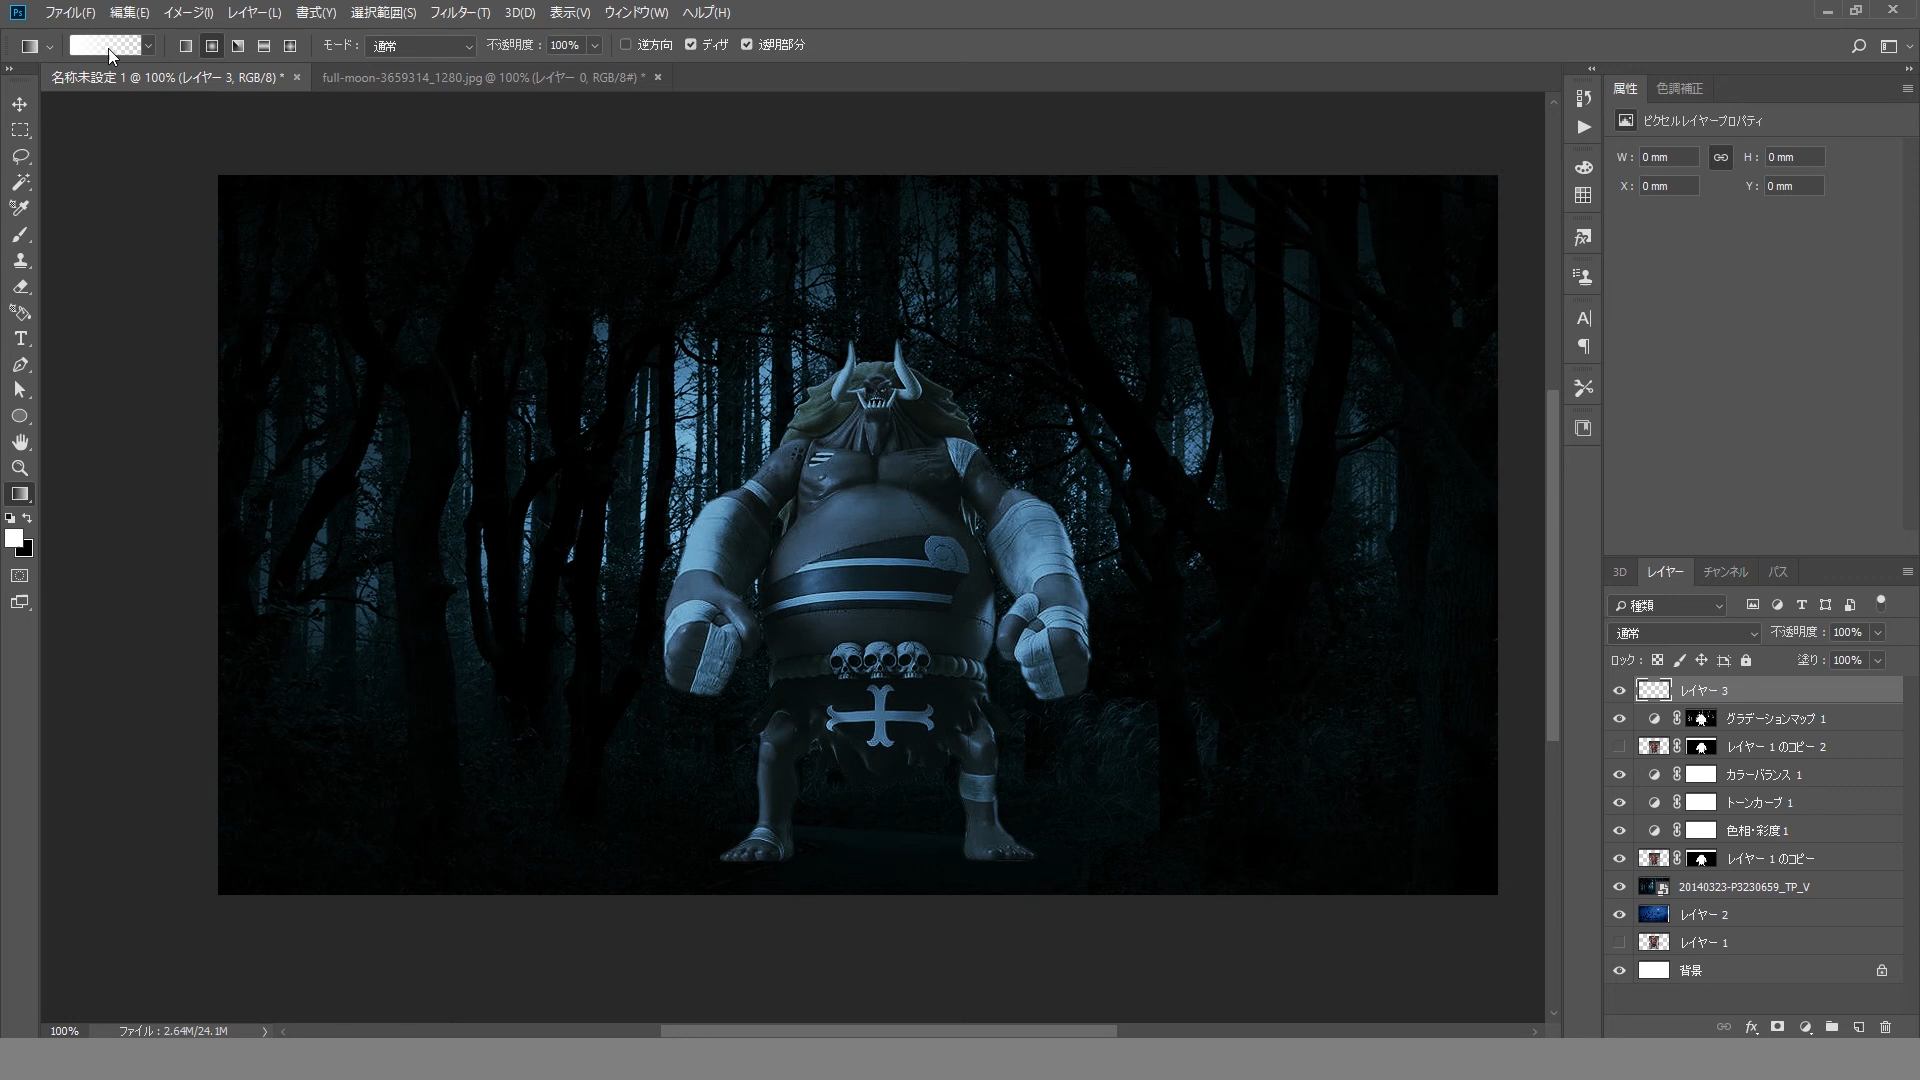 Ps ファイル(F) 編集(E) イメージ(I) レイヤー(L) 書式(Y) 選択範囲(S) フィルター(T) 3D(D) 表示(V) ウィンドウ(W) ヘルプ(H)
モード： 通常 不透明度： 100% 逆方向 ディザ 透明部分
名称未設定 1 @ 100% (レイヤー 3, RGB/8) * × full-moon-3659314_1280.jpg @ 100% (レイヤー 0, RGB/8#) * ×
属性 色調補正
ピクセルレイヤープロパティ
W： 0 mm H： 0 mm
X： 0 mm Y： 0 mm
3D レイヤー チャンネル パス
種類
通常 不透明度： 100%
ロック： 塗り： 100%
レイヤー 3
グラデーションマップ 1
レイヤー 1 のコピー 2
カラーバランス 1
トーンカーブ 1
色相・彩度 1
レイヤー 1 のコピー
20140323-P3230659_TP_V
レイヤー 2
レイヤー 1
背景
100% ファイル：2.64M/24.1M